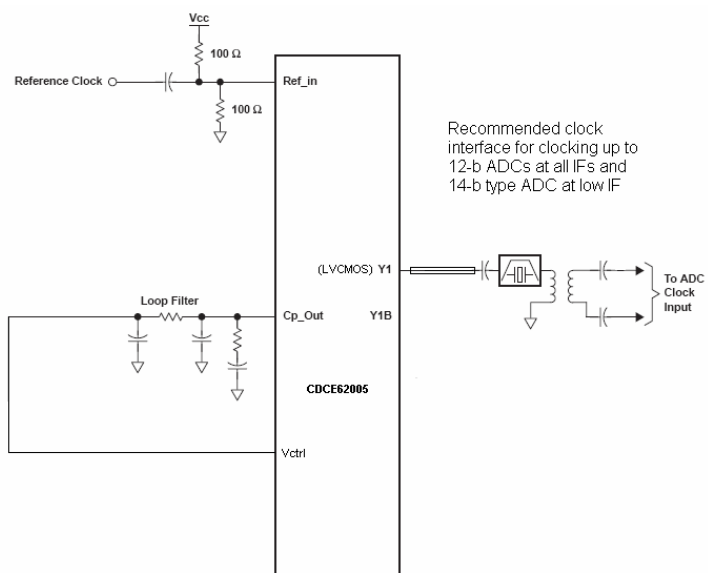 Vcc
100 Ω
Reference Clock
Ref_in
100 Ω
Recommended clock
interface for clocking up to
12-b ADCs at all IFs and
14-b type ADC at low IF
(LVCMOS) Y1
To ADC
Clock
Input
Loop Filter
Cp_Out
Y1B
CDCE62005
Vctrl